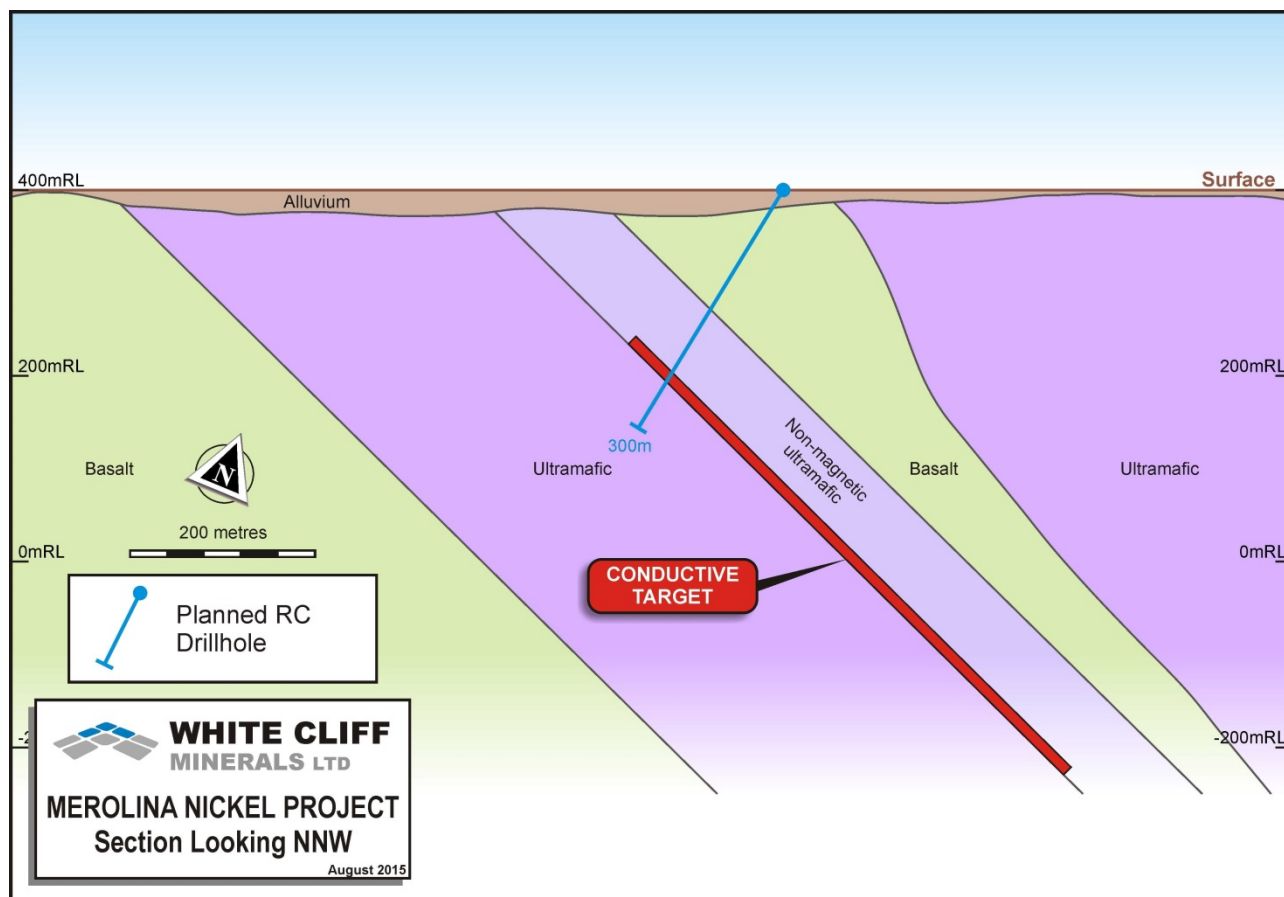 400mRL
Surface
Alluvium
200mRL
200mRL
300m
Basalt
Ultramafic
Non-magnetic
ultramafic
Basalt
Ultramafic
N
200 metres
0mRL
0mRL
CONDUCTIVE
TARGET
Planned RC
Drillhole
-200mRL
WHITE CLIFF
MINERALS LTD
MEROLINA NICKEL PROJECT
Section Looking NNW
August 2015